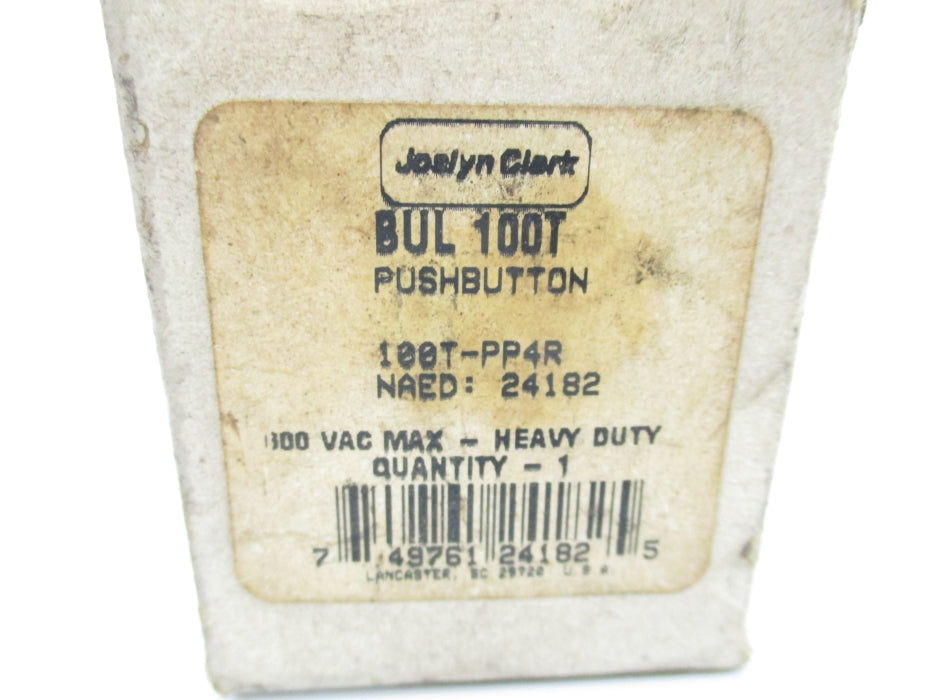 Joslyn Clark
BUL 100T
PUSHBUTTON
100T-PP4R
NAED: 24182
VAC MAX - HEAVY DUTY
QUANTITY - 1
7 49761 24182 5
LANCASTER, SC 29720 U.S.A.